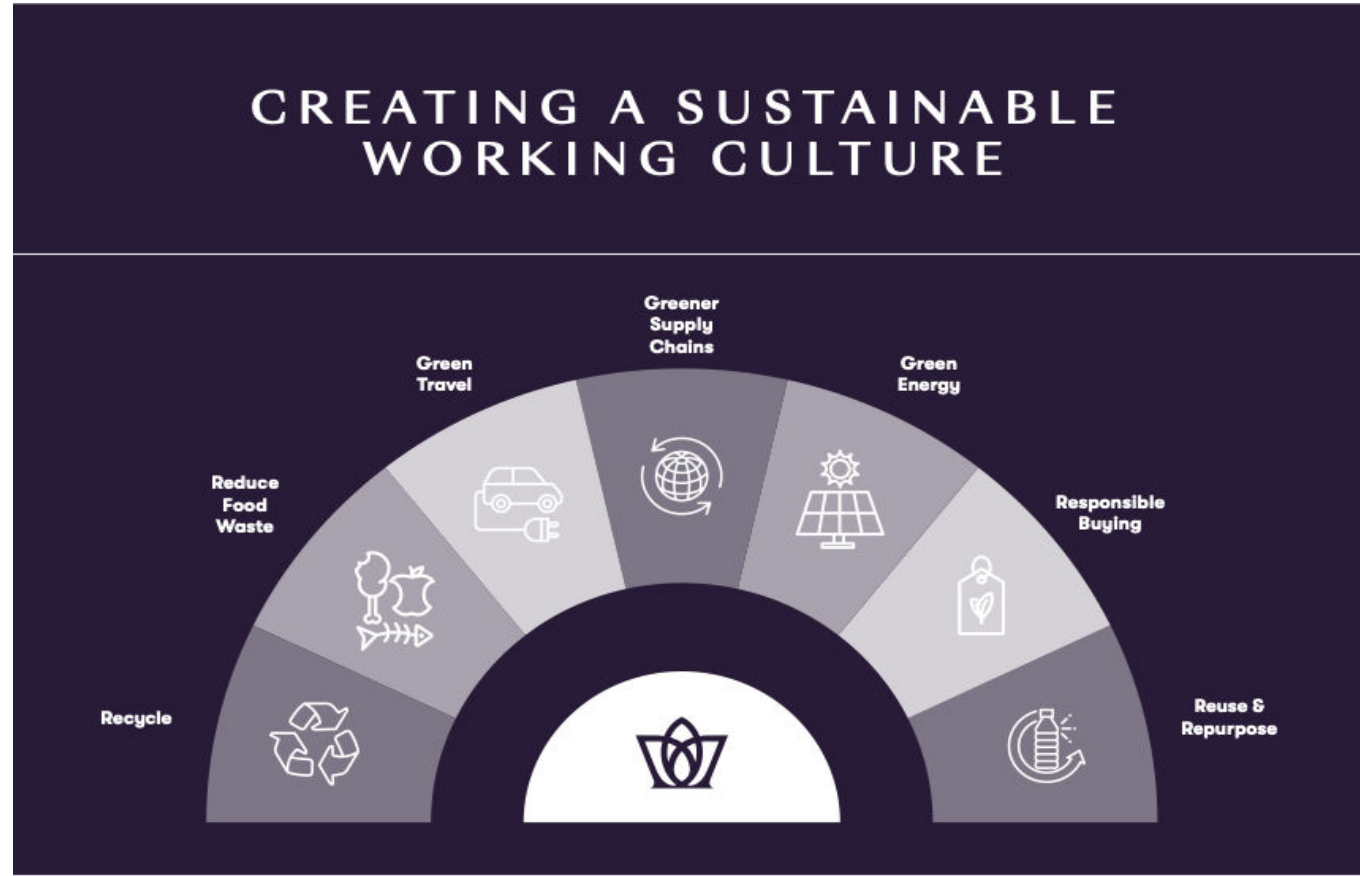 CREATING A SUSTAINABLE
WORKING CULTURE
Greener
Supply
Chains
Green
Travel
Green
Energy
Reduce
Food
Waste
Responsible
Buying
Recycle
Reuse &
Repurpose